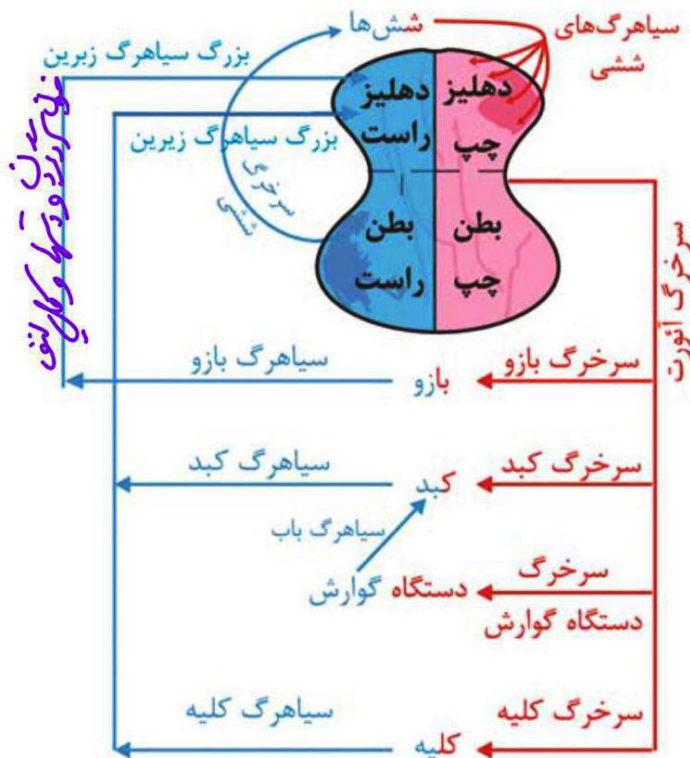 شش‌ها
سیاهرگ‌های
ششی
بزرگ سیاهرگ زبرین
بزرگ سیاهرگ زیرین
سرخرگ
ششی
دهلیز
راست
دهلیز
چپ
بطن
راست
بطن
چپ
سرخرگ آئورت
سرخرگ بازو
بازو
سیاهرگ بازو
سرخرگ کبد
کبد
سیاهرگ کبد
سیاهرگ باب
سرخرگ
دستگاه گوارش
دستگاه گوارش
سرخرگ کلیه
کلیه
سیاهرگ کلیه